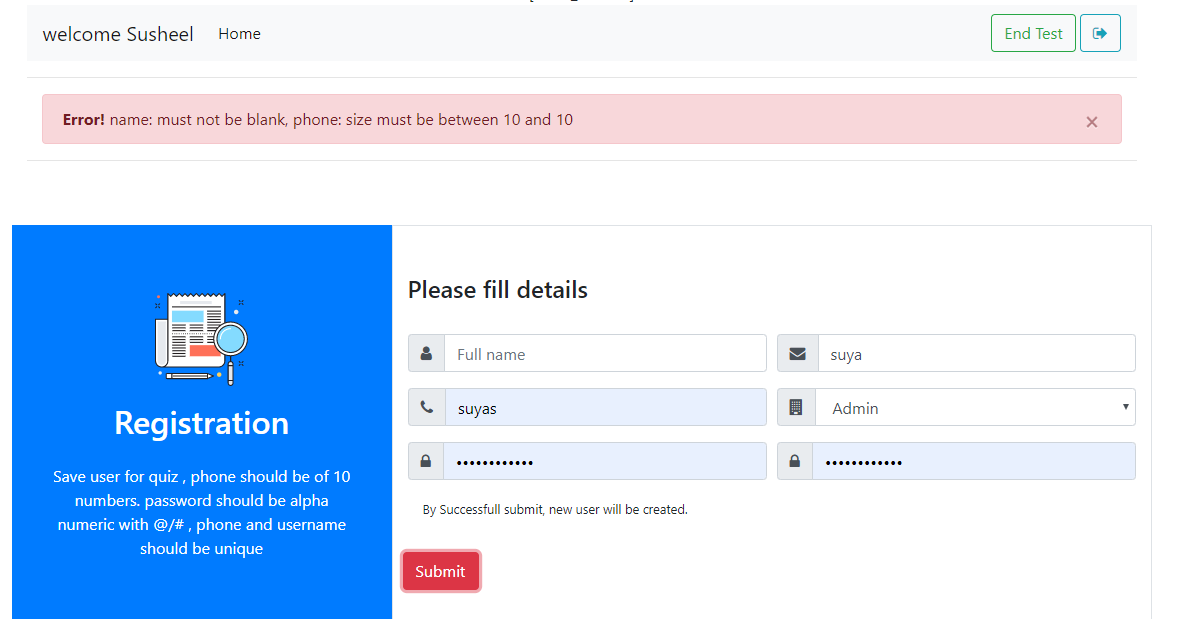 welcome Susheel Home End Test
Error! name: must not be blank, phone: size must be between 10 and 10 ×
Registration
Save user for quiz , phone should be of 10
numbers. password should be alpha
numeric with @/# , phone and username
should be unique
Please fill details
Full name suya
suyas Admin
•••••••••••• ••••••••••••
By Successfull submit, new user will be created.
Submit